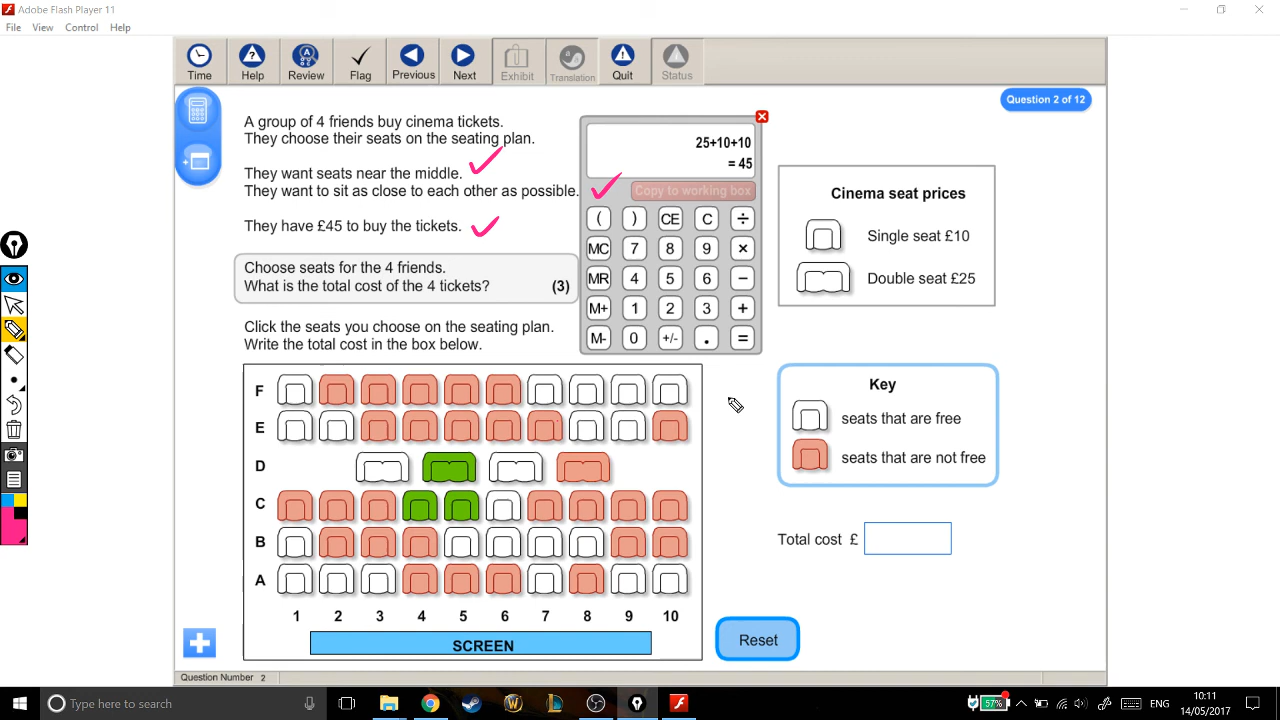 Adobe Flash Player 11
File View Control Help
Time Help Review Flag Previous Next Exhibit Translation Quit Status
Question 2 of 12
A group of 4 friends buy cinema tickets.
They choose their seats on the seating plan.
They want seats near the middle.
They want to sit as close to each other as possible.
They have £45 to buy the tickets.
Choose seats for the 4 friends.
What is the total cost of the 4 tickets? (3)
Click the seats you choose on the seating plan.
Write the total cost in the box below.
25+10+10
= 45
Copy to working box
( ) CE C ÷
MC 7 8 9 ×
MR 4 5 6 −
M+ 1 2 3 +
M- 0 +/- . =
Cinema seat prices
Single seat £10
Double seat £25
Key
seats that are free
seats that are not free
F
E
D
C
B
A
1 2 3 4 5 6 7 8 9 10
SCREEN
Total cost £
Reset
Question Number 2
Type here to search
57%
ENG
10:11
14/05/2017